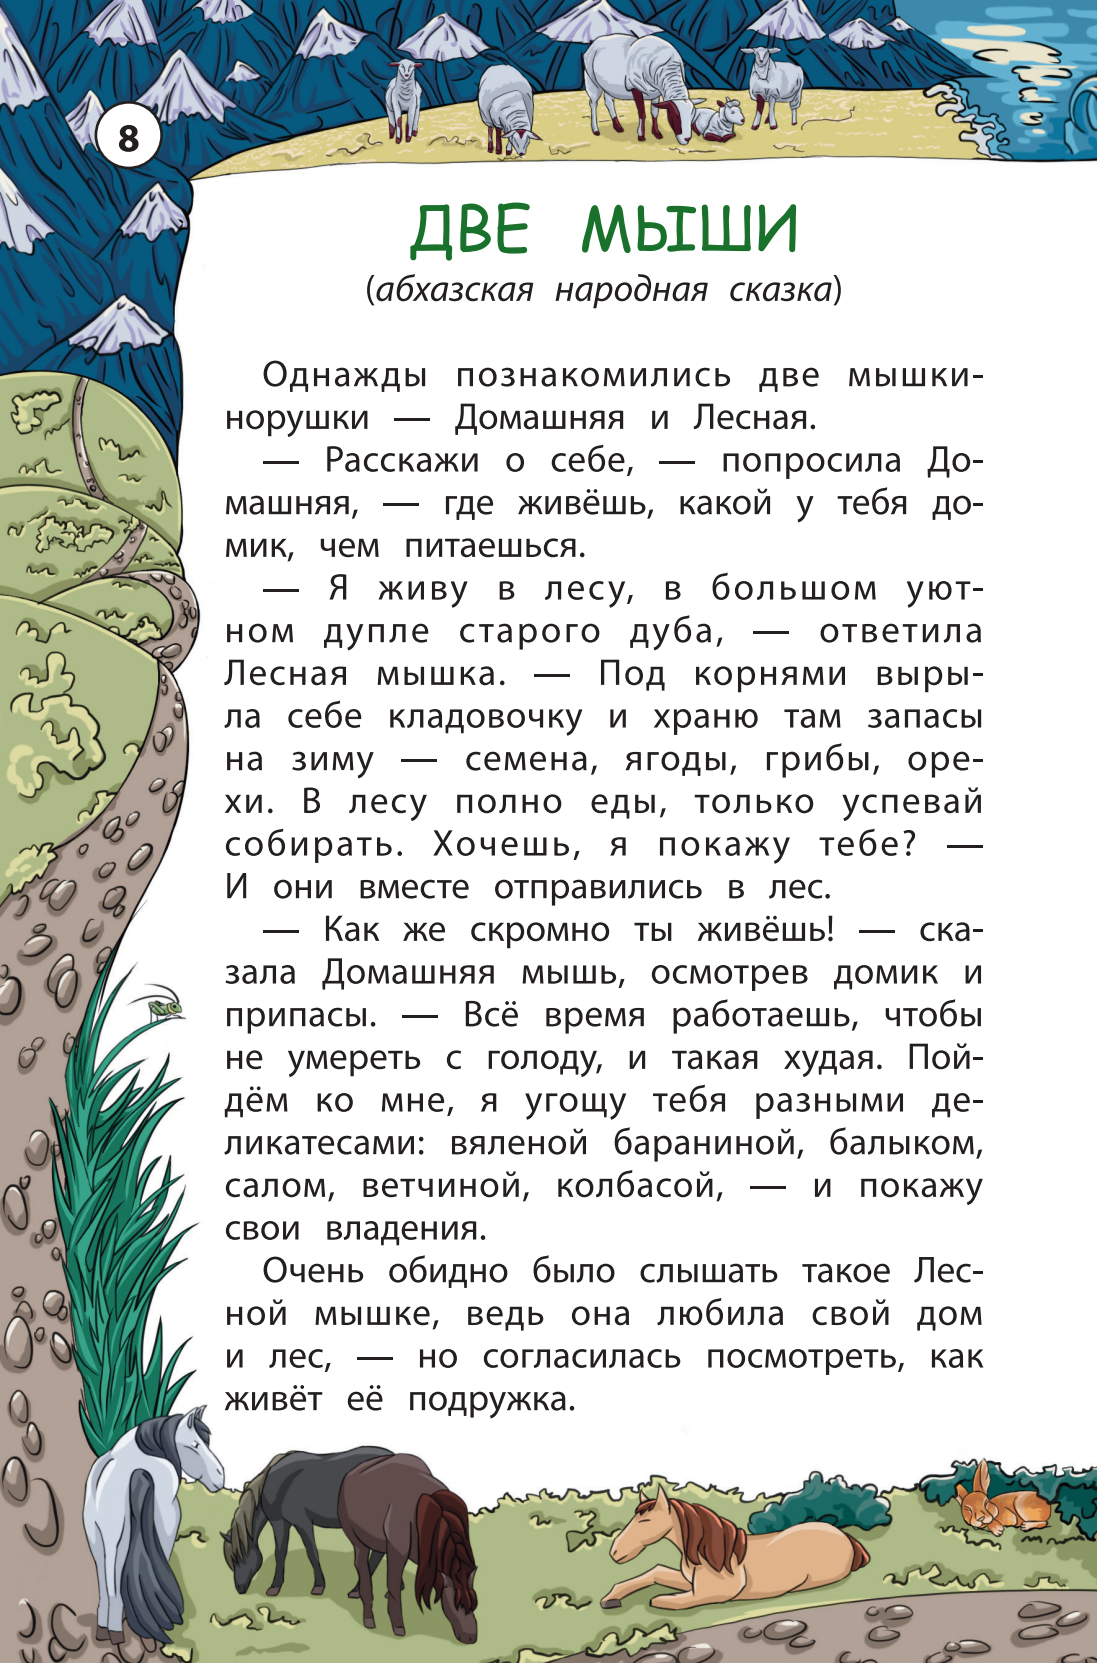 8
ДВЕ МЫШИ
(абхазская народная сказка)
Однажды познакомились две мышки-
норушки — Домашняя и Лесная.
— Расскажи о себе, — попросила До-
машняя, — где живёшь, какой у тебя до-
мик, чем питаешься.
— Я живу в лесу, в большом уют-
ном дупле старого дуба, — ответила
Лесная мышка. — Под корнями выры-
ла себе кладовочку и храню там запасы
на зиму — семена, ягоды, грибы, оре-
хи. В лесу полно еды, только успевай
собирать. Хочешь, я покажу тебе? —
И они вместе отправились в лес.
— Как же скромно ты живёшь! — ска-
зала Домашняя мышь, осмотрев домик и
припасы. — Всё время работаешь, чтобы
не умереть с голоду, и такая худая. Пой-
дём ко мне, я угощу тебя разными де-
ликатесами: вяленой бараниной, балыком,
салом, ветчиной, колбасой, — и покажу
свои владения.
Очень обидно было слышать такое Лес-
ной мышке, ведь она любила свой дом
и лес, — но согласилась посмотреть, как
живёт её подружка.